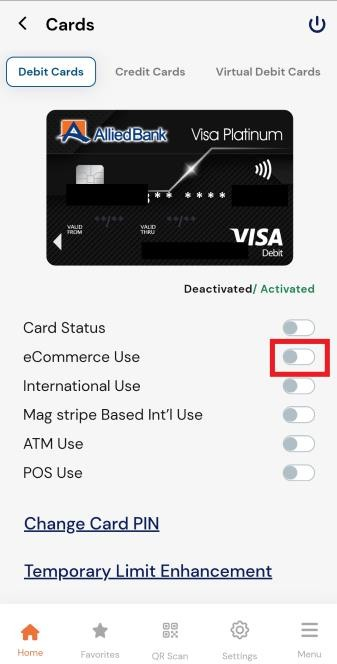 Cards
Debit Cards Credit Cards Virtual Debit Cards
AlliedBank Visa Platinum
** ****
VALID FROM **/** VALID THRU **/**
VISA
Debit
Deactivated/ Activated
Card Status
eCommerce Use
International Use
Mag stripe Based Int'l Use
ATM Use
POS Use
Change Card PIN
Temporary Limit Enhancement
Home Favorites QR Scan Settings Menu